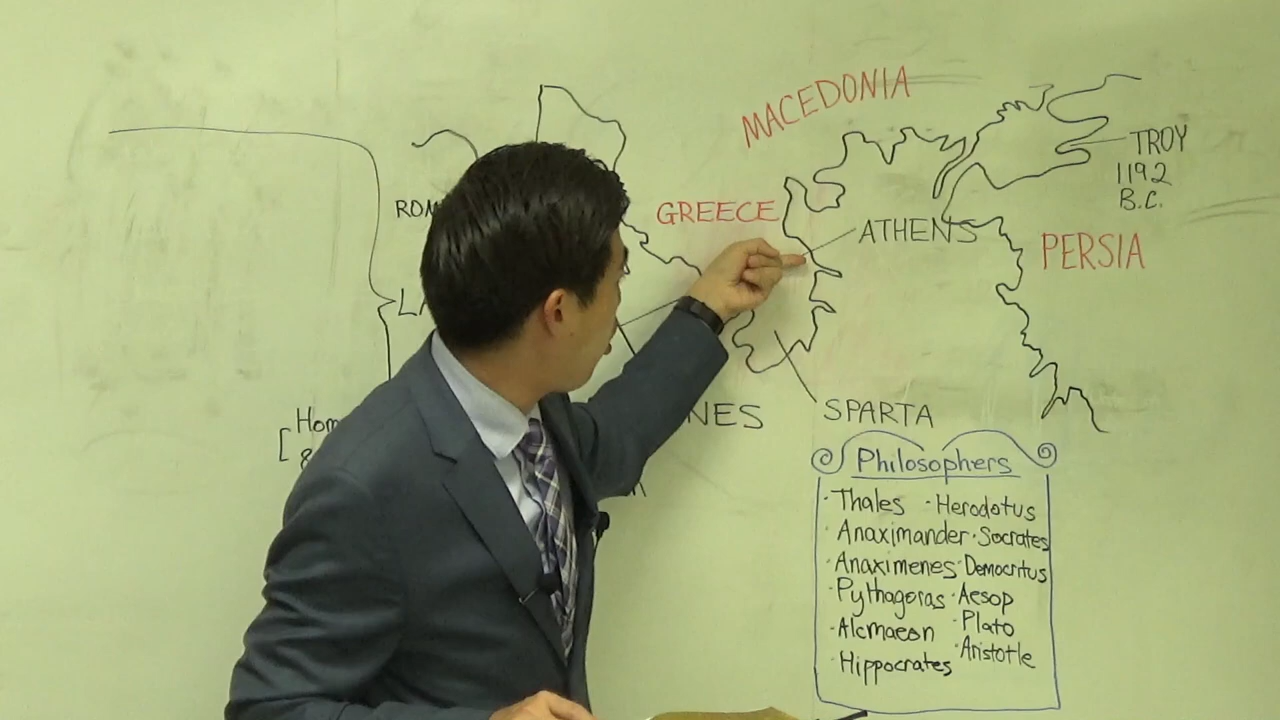 MACEDONIA
TROY
1192
B.C.
GREECE
ATHENS
PERSIA
SPARTA
Philosophers
· Thales · Herodotus
· Anaximander · Socrates
· Anaximenes · Democritus
· Pythagoras · Aesop
· Alcmaeon · Plato
· Hippocrates · Aristotle